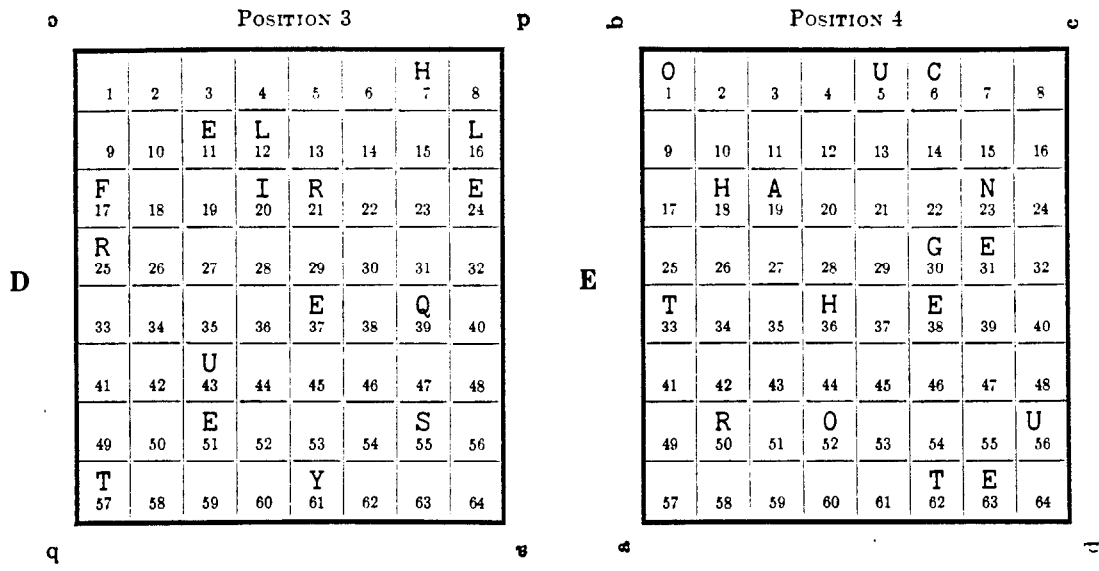 c Position 3 d
H
1 2 3 4 5 6 7 8
E L L
9 10 11 12 13 14 15 16
F I R E
17 18 19 20 21 22 23 24
R
25 26 27 28 29 30 31 32
D
E Q
33 34 35 36 37 38 39 40
U
41 42 43 44 45 46 47 48
E S
49 50 51 52 53 54 55 56
T Y
57 58 59 60 61 62 63 64
b a
b Position 4 c
O U C
1 2 3 4 5 6 7 8
9 10 11 12 13 14 15 16
H A N
17 18 19 20 21 22 23 24
G E
25 26 27 28 29 30 31 32
E
T H E
33 34 35 36 37 38 39 40
41 42 43 44 45 46 47 48
R O U
49 50 51 52 53 54 55 56
T E
57 58 59 60 61 62 63 64
a d